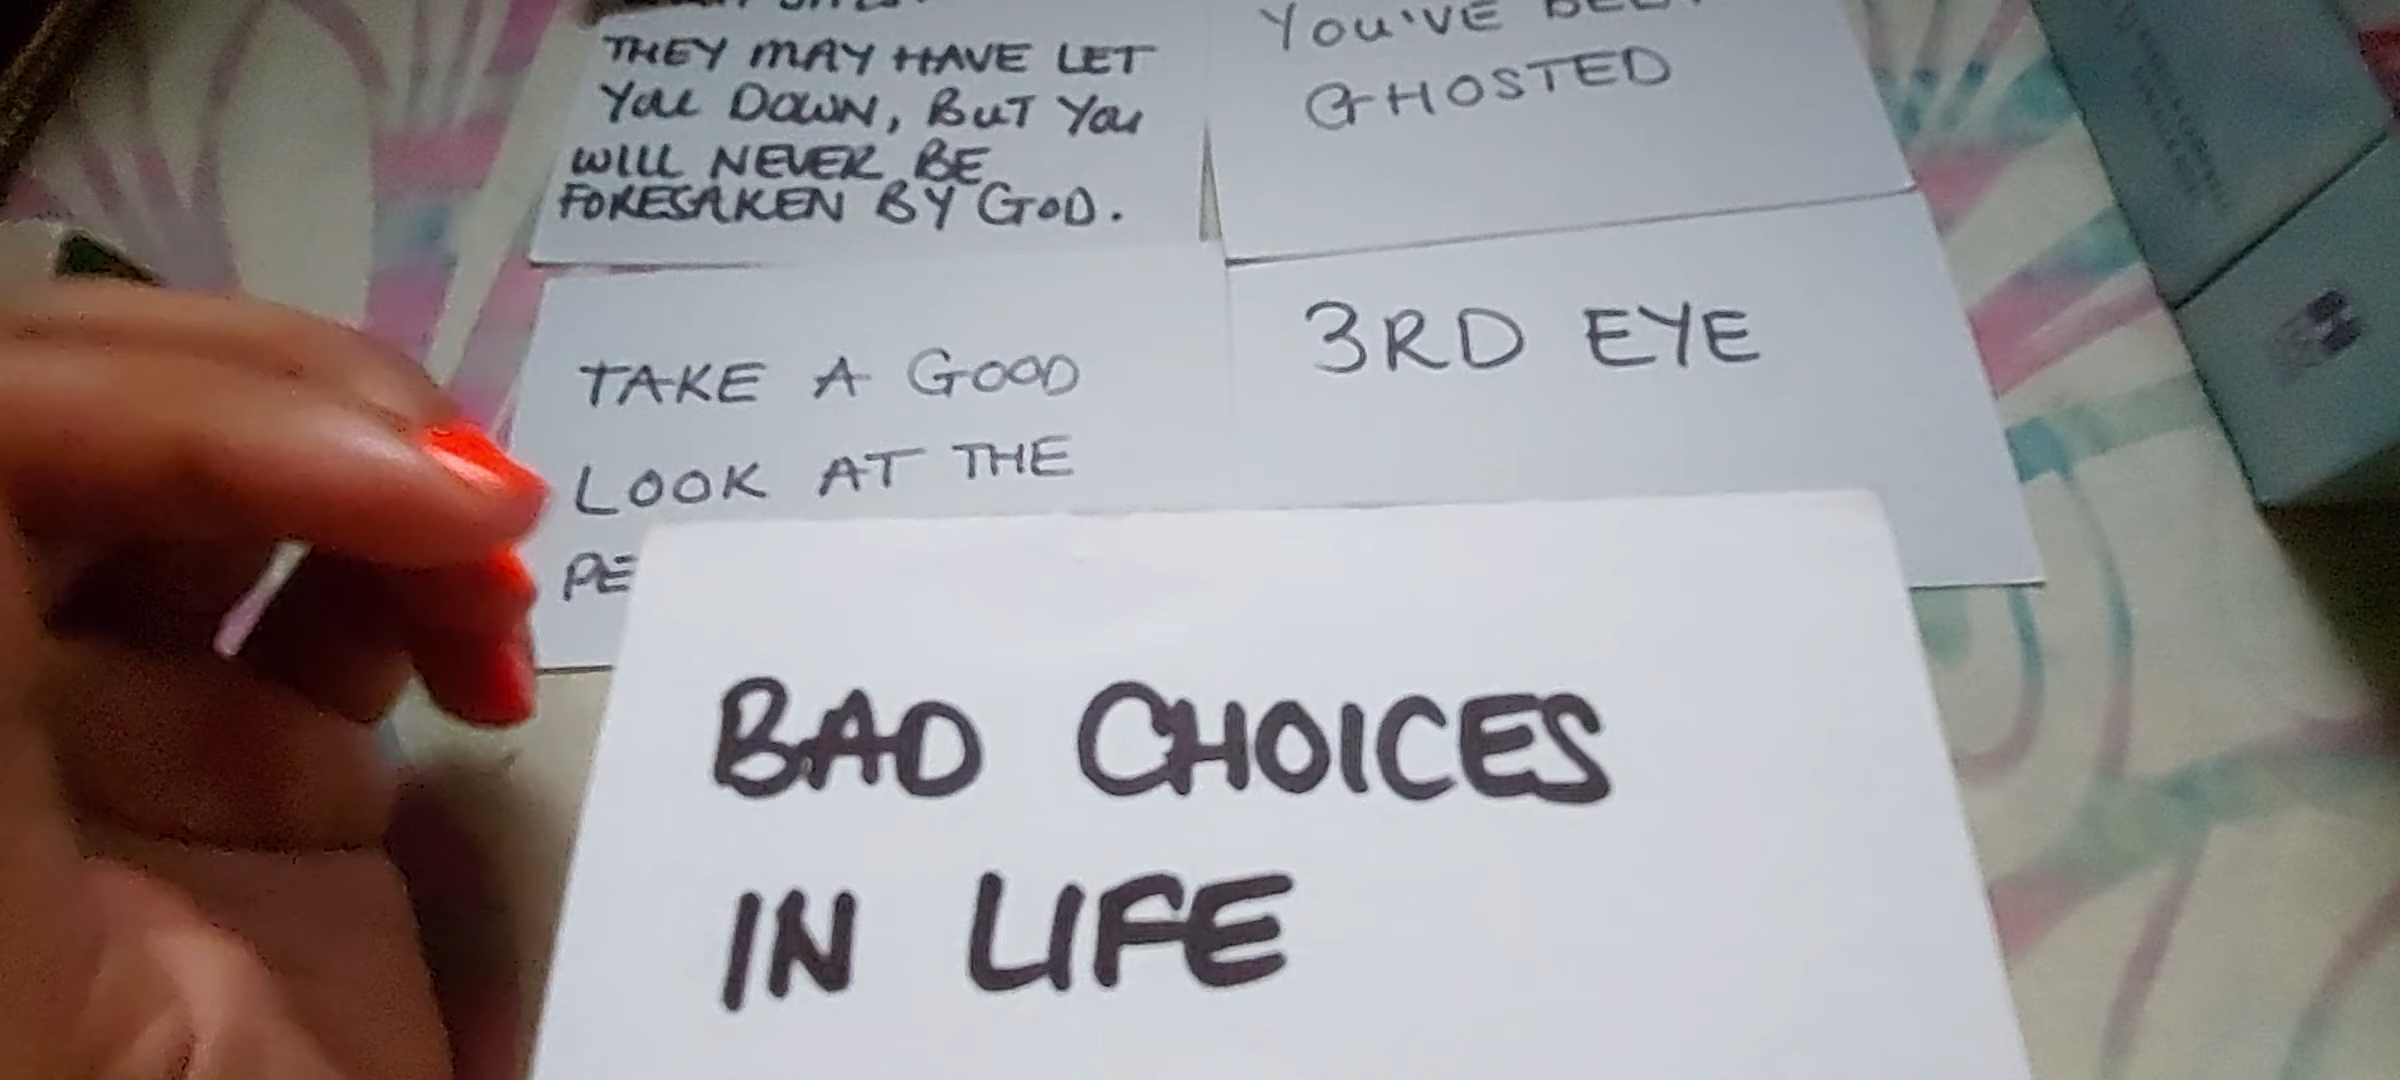 THEY MAY HAVE LET
YOU DOWN, BUT YOU
WILL NEVER BE
FORESAKEN BY GOD.
YOU'VE
GHOSTED
TAKE A GOOD
LOOK AT THE
PE
3RD EYE
BAD CHOICES
IN LIFE